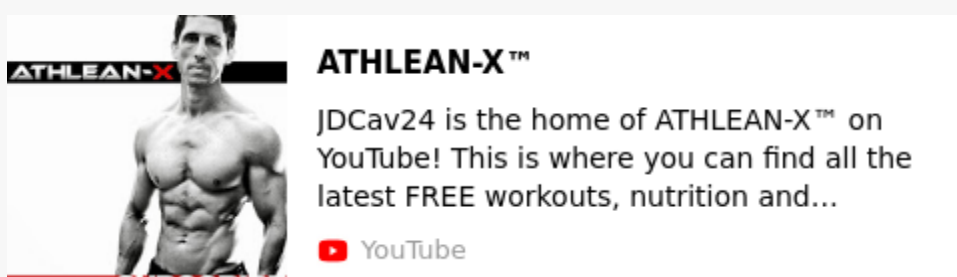 ATHLEAN-X
ATHLEAN-X™
JDCav24 is the home of ATHLEAN-X™ on
YouTube! This is where you can find all the
latest FREE workouts, nutrition and...
YouTube